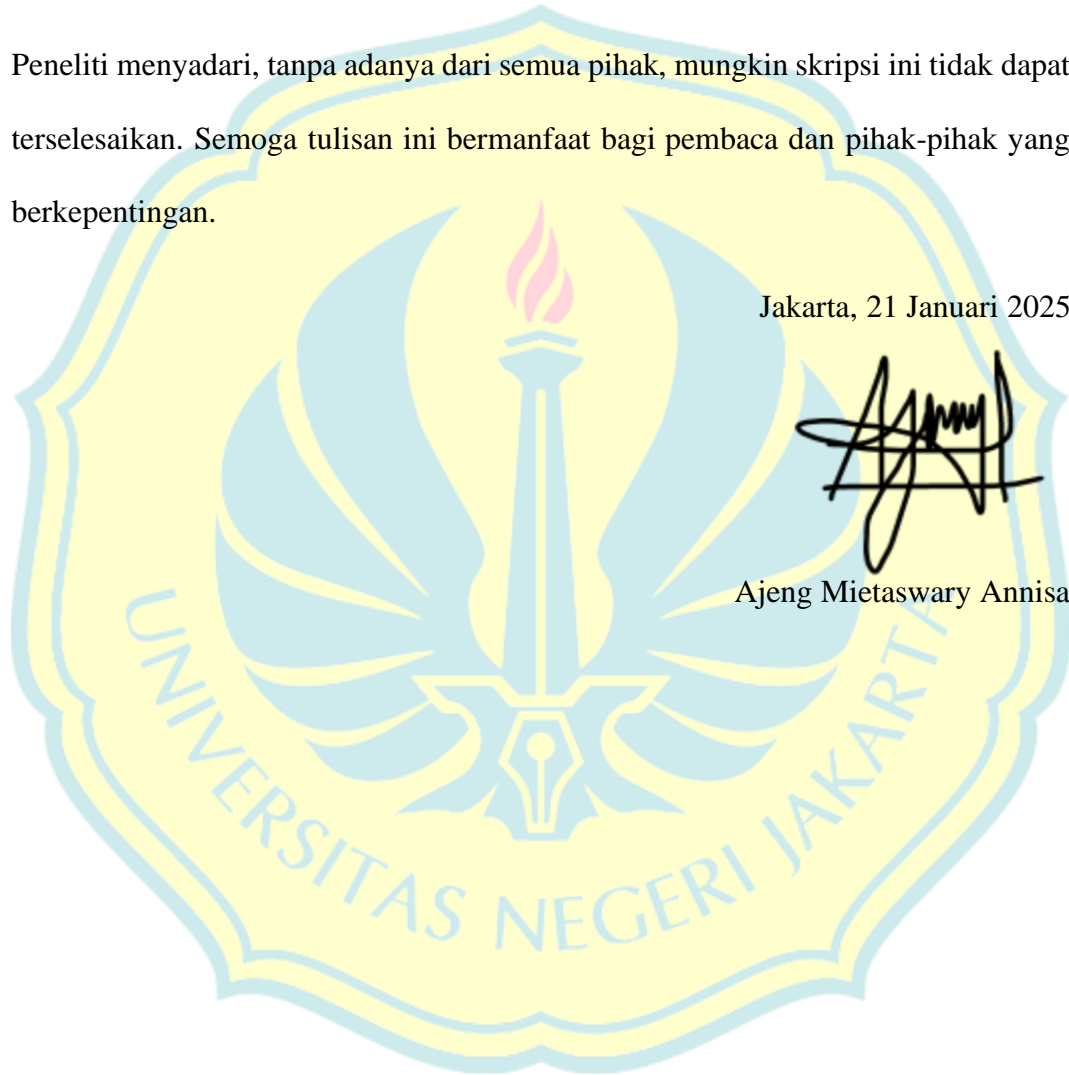 Peneliti menyadari, tanpa adanya dari semua pihak, mungkin skripsi ini tidak dapat
terselesaikan. Semoga tulisan ini bermanfaat bagi pembaca dan pihak-pihak yang
berkepentingan.
Jakarta, 21 Januari 2025
Ajeng Mietaswary Annisa
UNIVERSITAS NEGERI JAKARTA